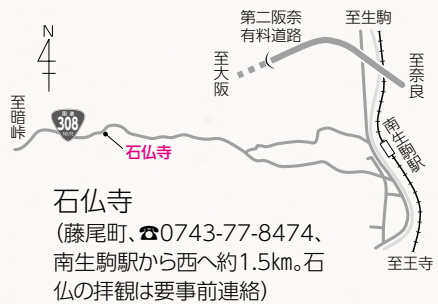 N
第二阪奈
有料道路
至生駒
至大阪
至奈良
至暗峠
国道
308
ROUTE
石仏寺
南生駒駅
至王寺
石仏寺
(藤尾町、☎0743-77-8474、
南生駒駅から西へ約1.5km。石
仏の拝観は要事前連絡)